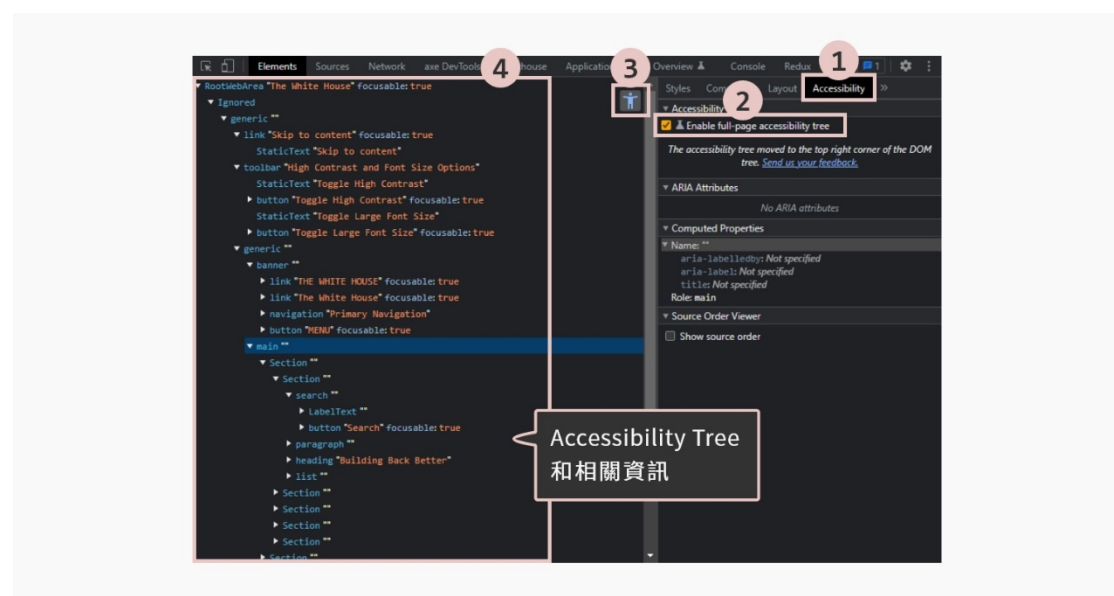 Elements Sources Network axe DevTools 4 house Application 3 Overview Console Redux 1 1
RootWebArea "The White House" focusable: true
Ignored
generic ""
link "Skip to content" focusable: true
StaticText "Skip to content"
toolbar "High Contrast and Font Size Options"
StaticText "Toggle High Contrast"
button "Toggle High Contrast" focusable: true
StaticText "Toggle Large Font Size"
button "Toggle Large Font Size" focusable: true
generic ""
banner ""
link "THE WHITE HOUSE" focusable: true
link "The White House" focusable: true
navigation "Primary Navigation"
button "MENU" focusable: true
main ""
Section ""
Section ""
search ""
LabelText ""
button "Search" focusable: true
paragraph ""
heading "Building Back Better"
list ""
Section ""
Section ""
Section ""
Section ""
Section ""
Styles Com 2 Layout Accessibility »
Accessibility
Enable full-page accessibility tree
The accessibility tree moved to the top right corner of the DOM
tree. Send us your feedback.
ARIA Attributes
No ARIA attributes
Computed Properties
Name: ""
aria-labelledby: Not specified
aria-label: Not specified
title: Not specified
Role: main
Source Order Viewer
Show source order
Accessibility Tree
和相關資訊